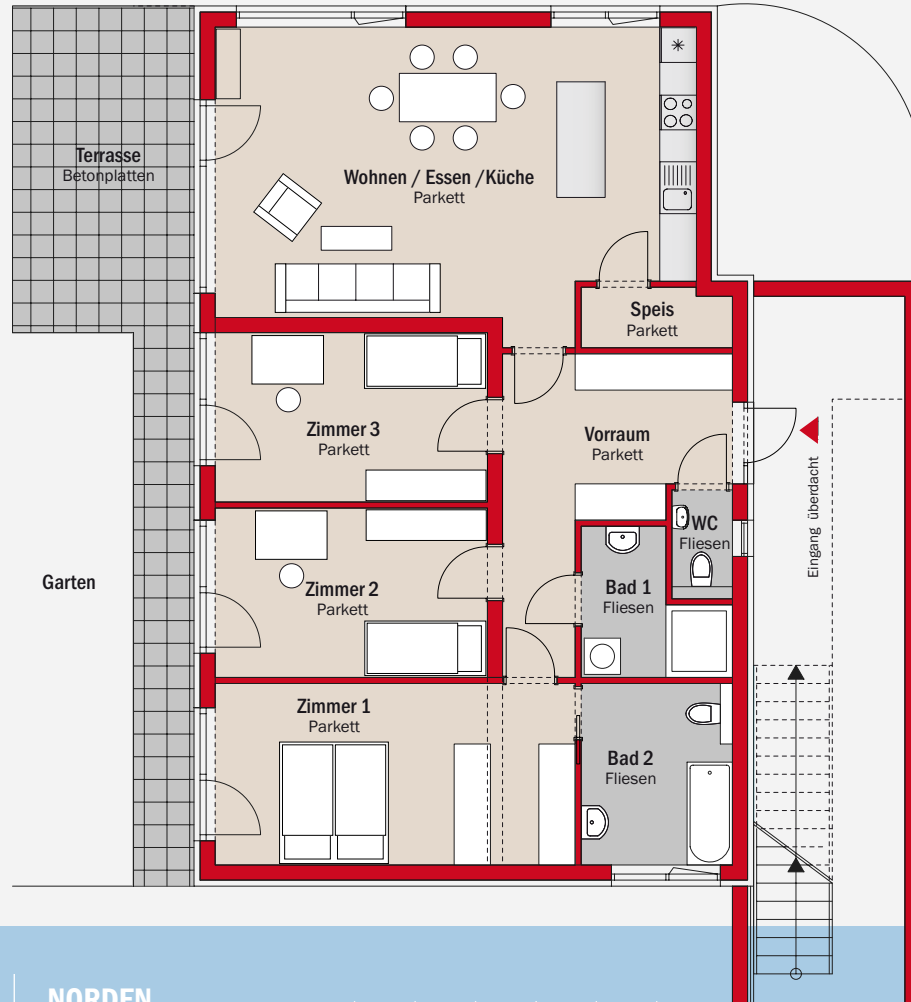 Terrasse
Betonplatten
Wohnen / Essen /Küche
Parkett
Speis
Parkett
Zimmer 3
Parkett
Vorraum
Parkett
Eingang überdacht
WC
Fliesen
Garten
Zimmer 2
Parkett
Bad 1
Fliesen
Zimmer 1
Parkett
Bad 2
Fliesen
NORDEN